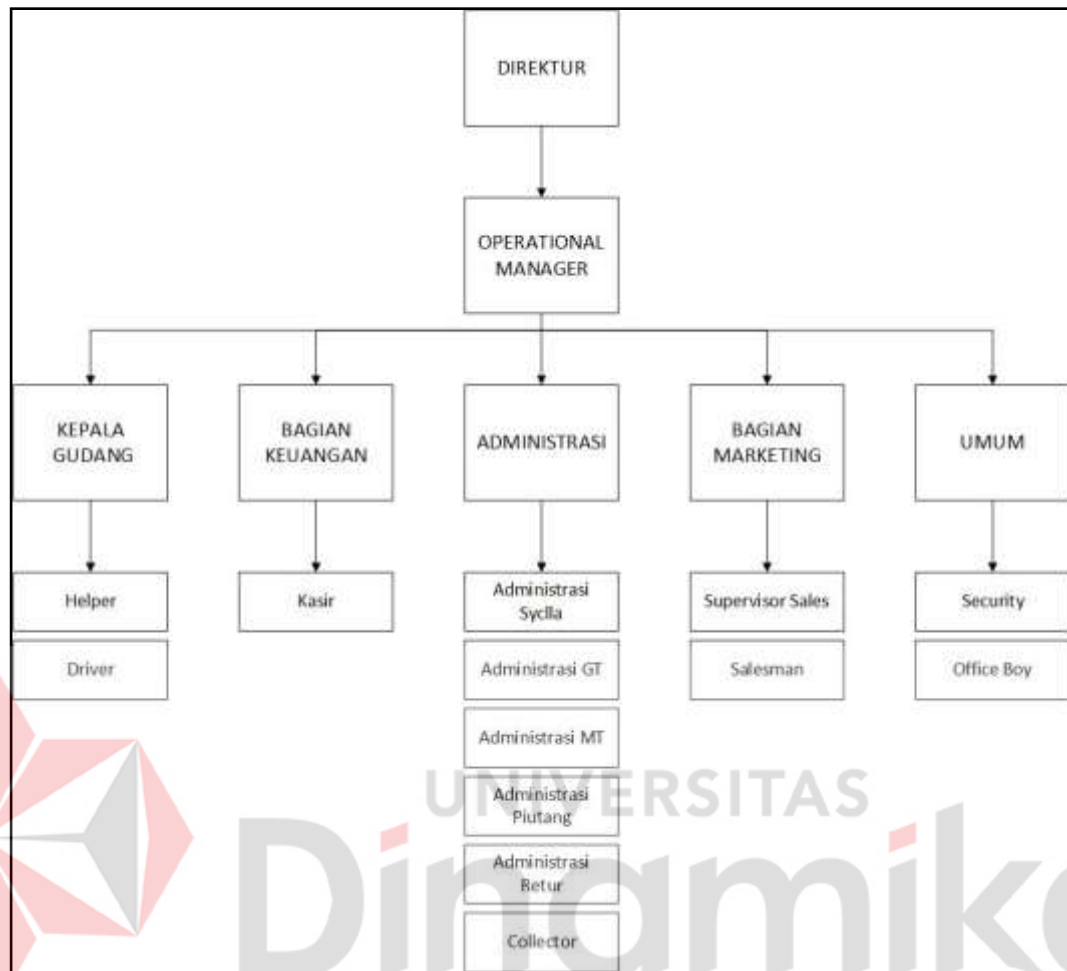 DIREKTUR
OPERATIONAL
MANAGER
KEPALA
GUDANG
BAGIAN
KEUANGAN
ADMINISTRASI
BAGIAN
MARKETING
UMUM
Helper
Kasir
Administrasi
Syclla
Supervisor Sales
Security
Driver
Administrasi GT
Salesman
Office Boy
Administrasi MT
Administrasi
Piutang
Administrasi
Retur
Collector
UNIVERSITAS
Dinamika